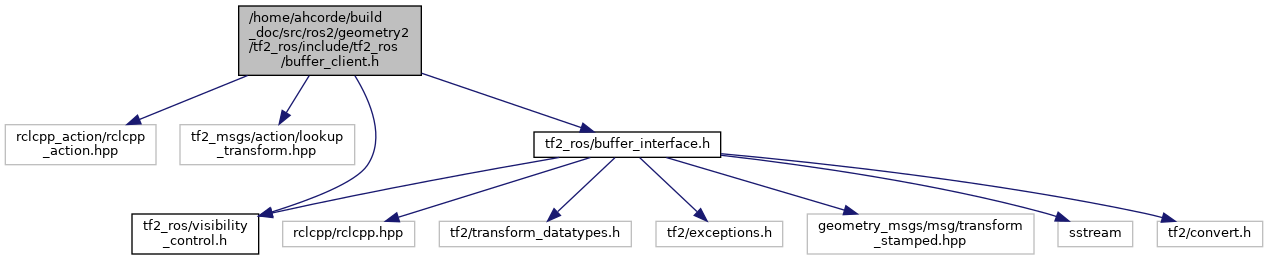 /home/ahcorde/build
_doc/src/ros2/geometry2
/tf2_ros/include/tf2_ros
/buffer_client.h
rclcpp_action/rclcpp
_action.hpp
tf2_msgs/action/lookup
_transform.hpp
tf2_ros/buffer_interface.h
tf2_ros/visibility
_control.h
rclcpp/rclcpp.hpp
tf2/transform_datatypes.h
tf2/exceptions.h
geometry_msgs/msg/transform
_stamped.hpp
sstream
tf2/convert.h